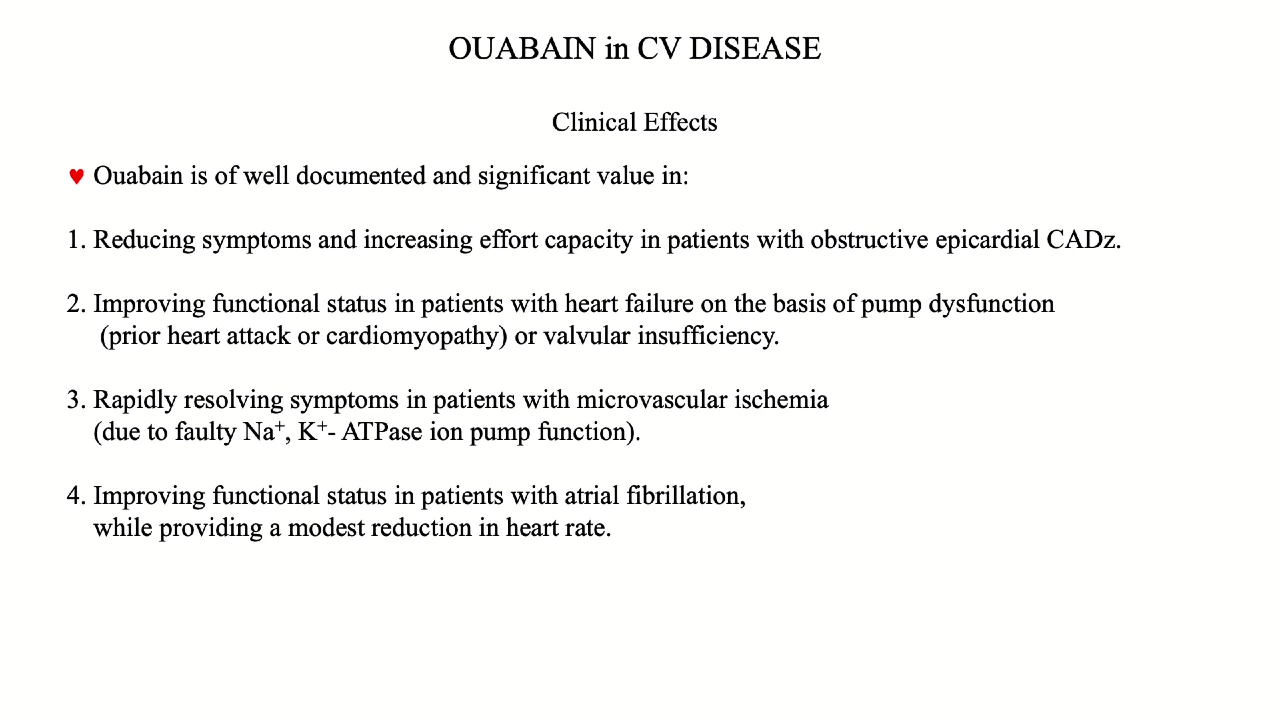 OUABAIN in CV DISEASE
Clinical Effects
♥ Ouabain is of well documented and significant value in:
1. Reducing symptoms and increasing effort capacity in patients with obstructive epicardial CADz.
2. Improving functional status in patients with heart failure on the basis of pump dysfunction
(prior heart attack or cardiomyopathy) or valvular insufficiency.
3. Rapidly resolving symptoms in patients with microvascular ischemia
(due to faulty Na⁺, K⁺- ATPase ion pump function).
4. Improving functional status in patients with atrial fibrillation,
while providing a modest reduction in heart rate.